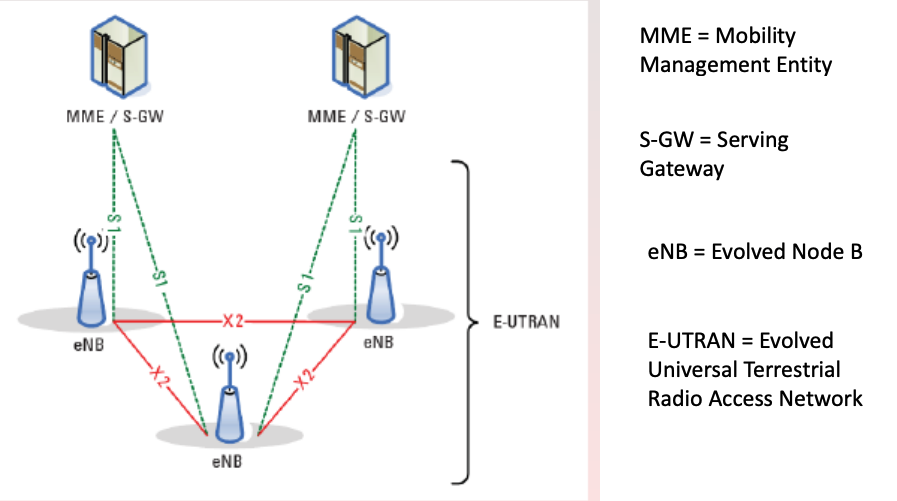 MME / S-GW
MME / S-GW
S1
S1
S1
S1
eNB
X2
eNB
X2
X2
eNB
E-UTRAN
MME = Mobility
Management Entity
S-GW = Serving
Gateway
eNB = Evolved Node B
E-UTRAN = Evolved
Universal Terrestrial
Radio Access Network